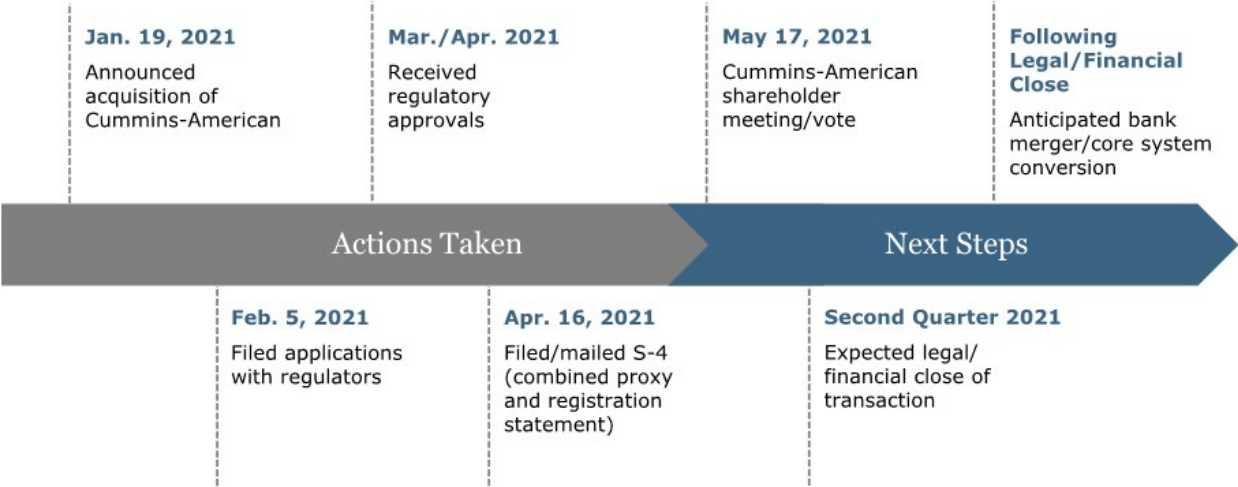 Jan. 19, 2021
Announced
acquisition of
Cummins-American
Mar./Apr. 2021
Received
regulatory
approvals
May 17, 2021
Cummins-American
shareholder
meeting/vote
Following
Legal/Financial
Close
Anticipated bank
merger/core system
conversion
Actions Taken
Next Steps
Feb. 5, 2021
Filed applications
with regulators
Apr. 16, 2021
Filed/mailed S-4
(combined proxy
and registration
statement)
Second Quarter 2021
Expected legal/
financial close of
transaction